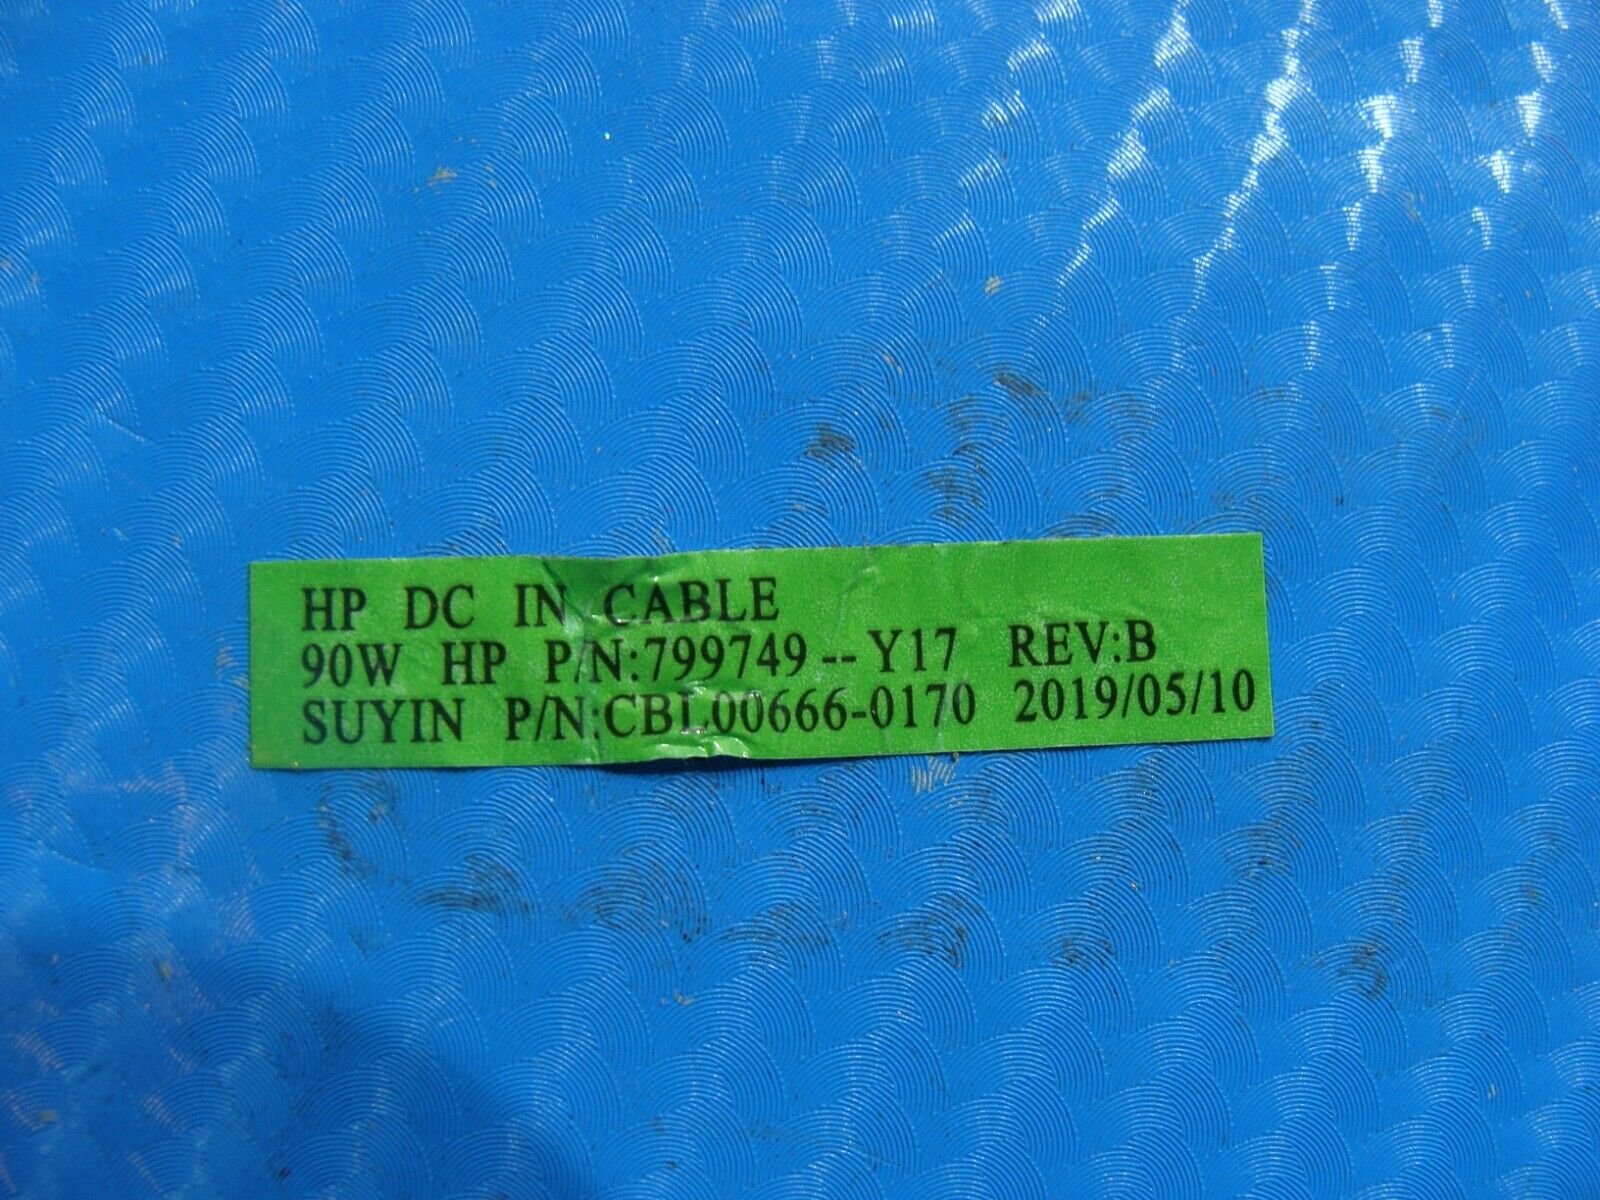 HP DC IN CABLE
90W HP P/N:799749--Y17 REV:B
SUYIN P/N:CBL00666-0170 2019/05/10